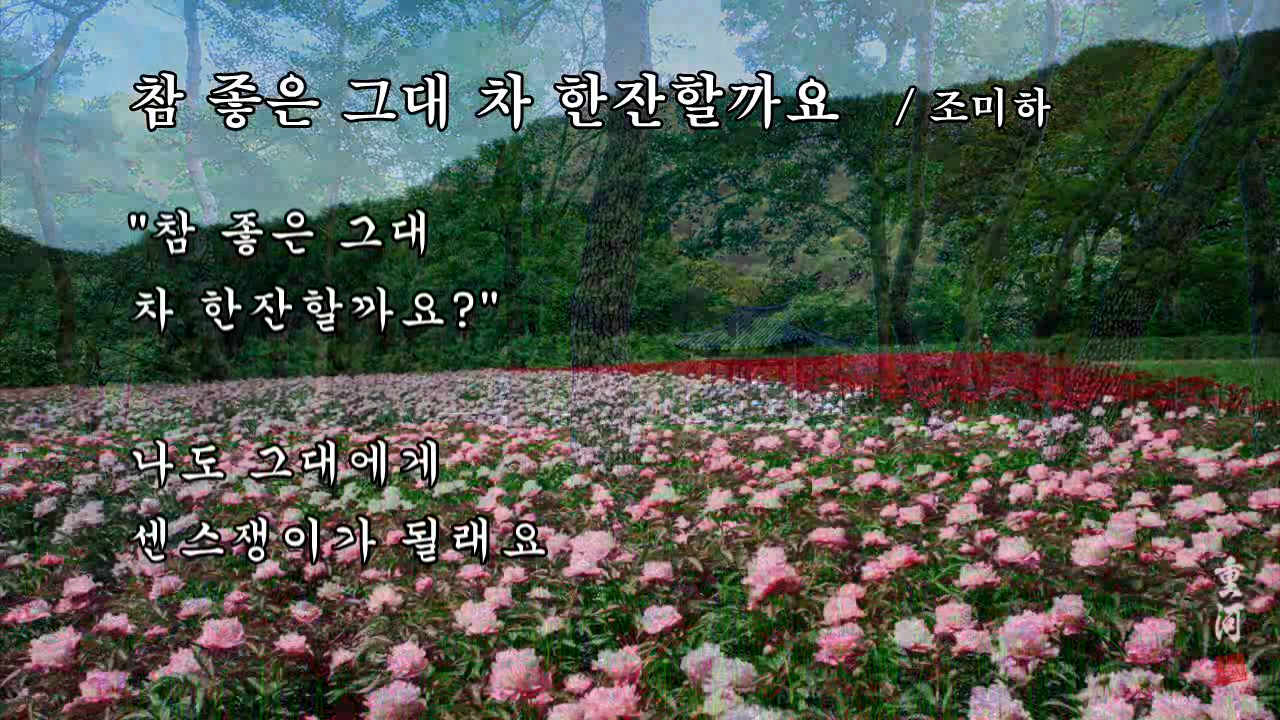 참 좋은 그대 차 한잔할까요 / 조미하
"참 좋은 그대
차 한잔할까요?"
나도 그대에게
센스쟁이가 될래요
重河